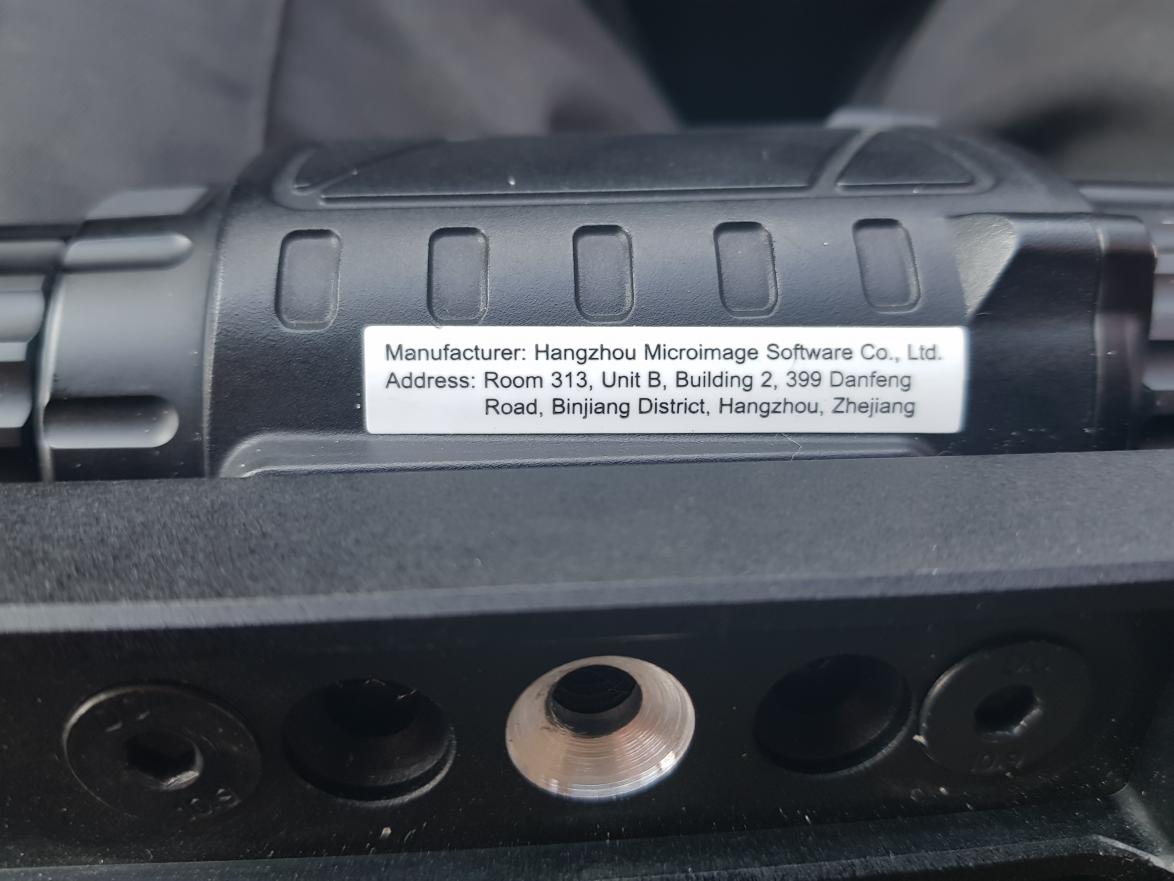 Manufacturer: Hangzhou Microimage Software Co., Ltd.
Address: Room 313, Unit B, Building 2, 399 Danfeng
Road, Binjiang District, Hangzhou, Zhejiang